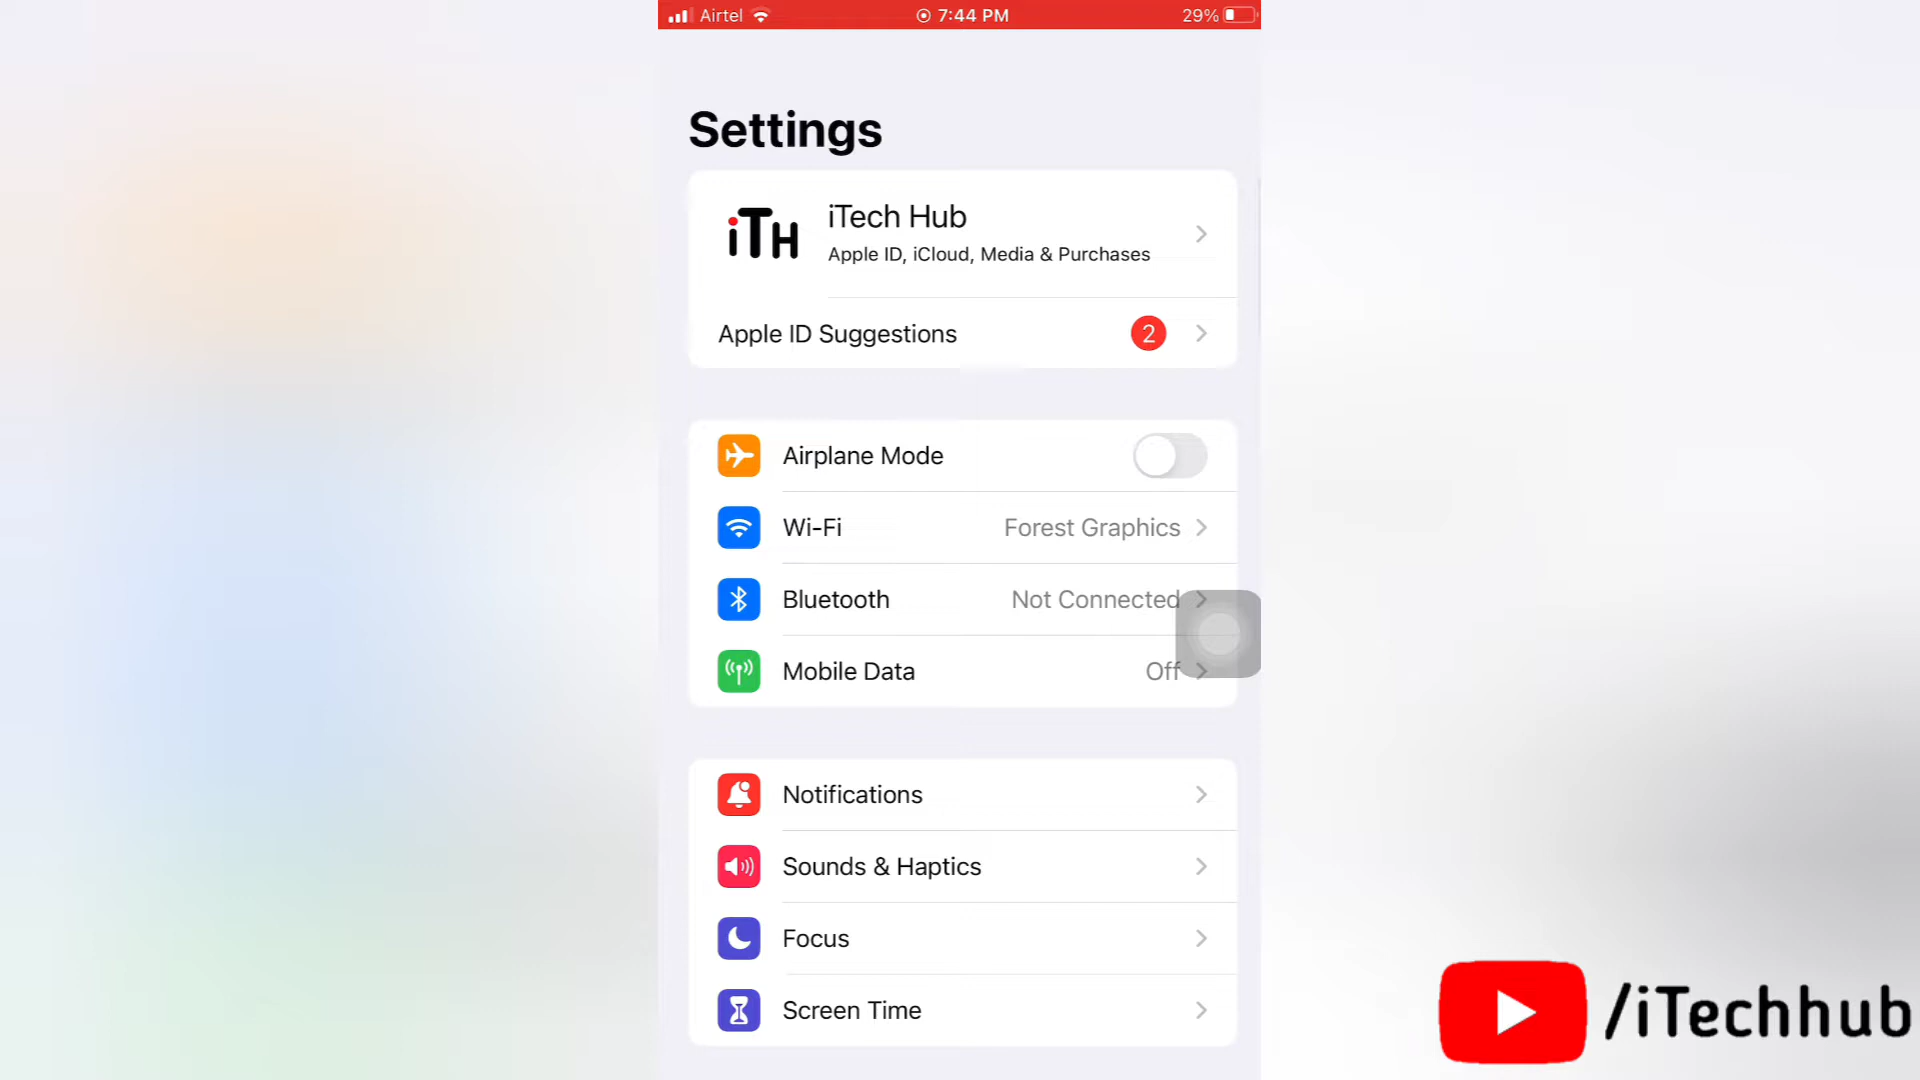 Airtel 7:44 PM 29%
Settings
iTH
iTech Hub
Apple ID, iCloud, Media & Purchases
Apple ID Suggestions 2
Airplane Mode
Wi-Fi Forest Graphics
Bluetooth Not Connected
Mobile Data Off
Notifications
Sounds & Haptics
Focus
Screen Time
/iTechhub